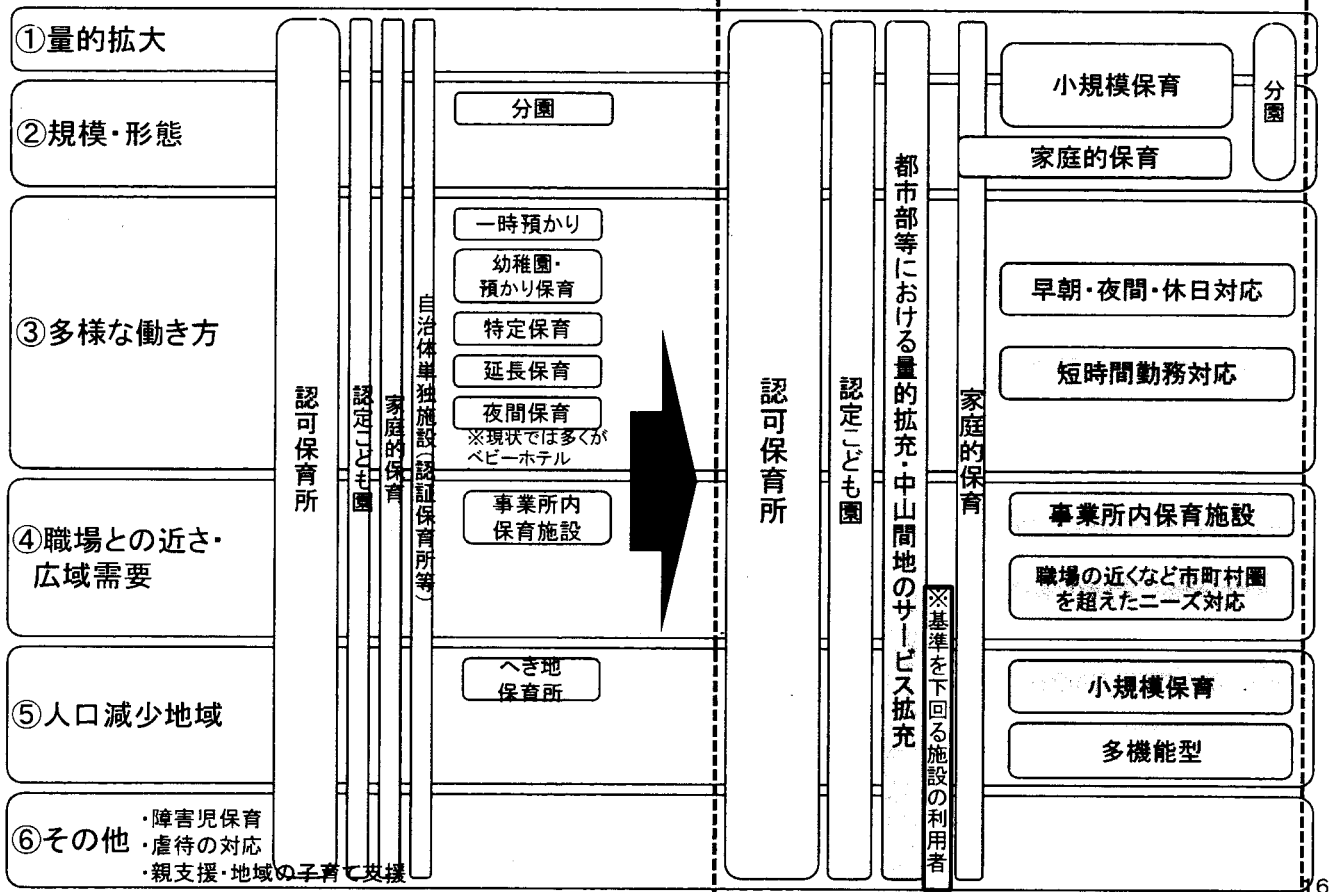 ①量的拡大
②規模・形態
③多様な働き方
④職場との近さ・
広域需要
⑤人口減少地域
⑥その他
・障害児保育
・虐待の対応
・親支援・地域の子育て支援
認可保育所
認定こども園
家庭的保育
自治体単独施設(認証保育所等)
分園
一時預かり
幼稚園・
預かり保育
特定保育
延長保育
夜間保育
※現状では多くが
ベビーホテル
事業所内
保育施設
へき地
保育所
認可保育所
認定こども園
都市部等における量的拡充・中山間地のサービス拡充
※基準を下回る施設の利用者
家庭的保育
小規模保育
分園
家庭的保育
早朝・夜間・休日対応
短時間勤務対応
事業所内保育施設
職場の近くなど市町村圏
を超えたニーズ対応
小規模保育
多機能型
16